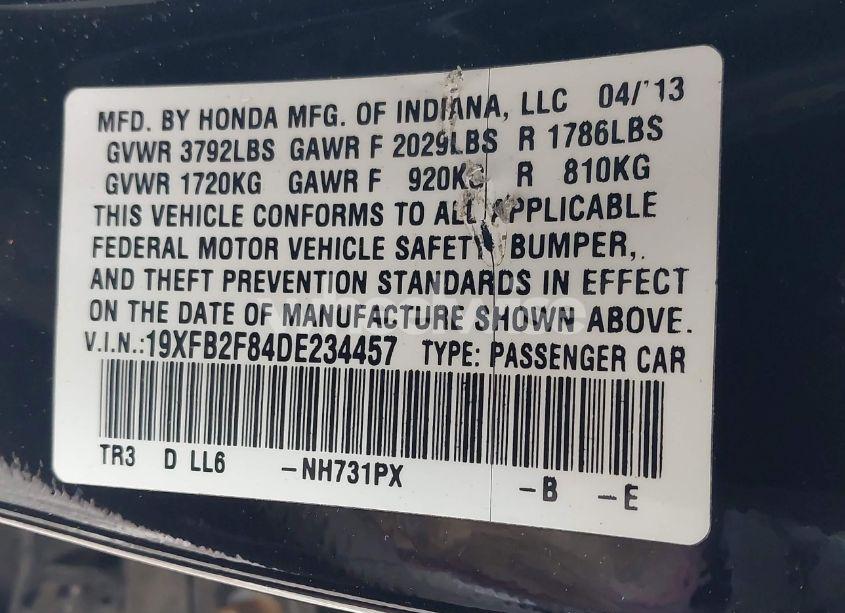 MFD. BY HONDA MFG. OF INDIANA, LLC 04/'13
GVWR 3792LBS GAWR F 2029LBS R 1786LBS
GVWR 1720KG GAWR F 920KG R 810KG
THIS VEHICLE CONFORMS TO ALL APPLICABLE
FEDERAL MOTOR VEHICLE SAFETY, BUMPER,
AND THEFT PREVENTION STANDARDS IN EFFECT
ON THE DATE OF MANUFACTURE SHOWN ABOVE.
V.I.N.:19XFB2F84DE234457 TYPE: PASSENGER CAR
TR3 D LL6 -NH731PX -B -E